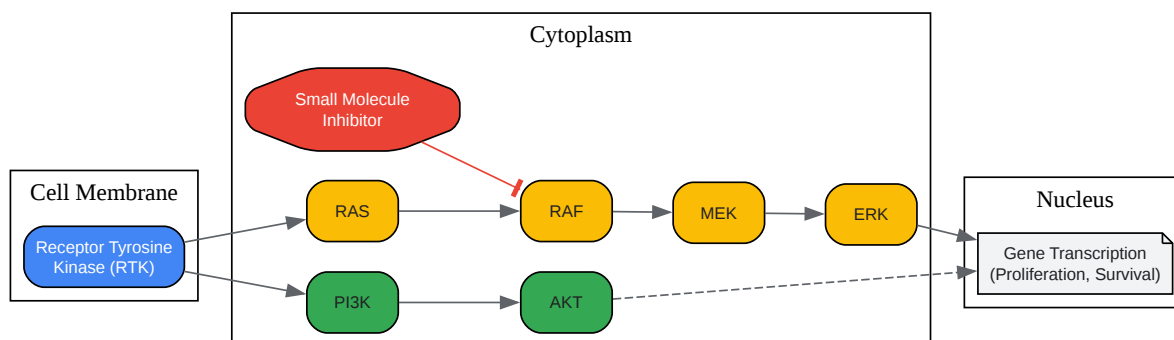 Cytoplasm
Small Molecule
Inhibitor
Cell Membrane
Receptor Tyrosine
Kinase (RTK)
RAS
RAF
MEK
ERK
PI3K
AKT
Nucleus
Gene Transcription
(Proliferation, Survival)